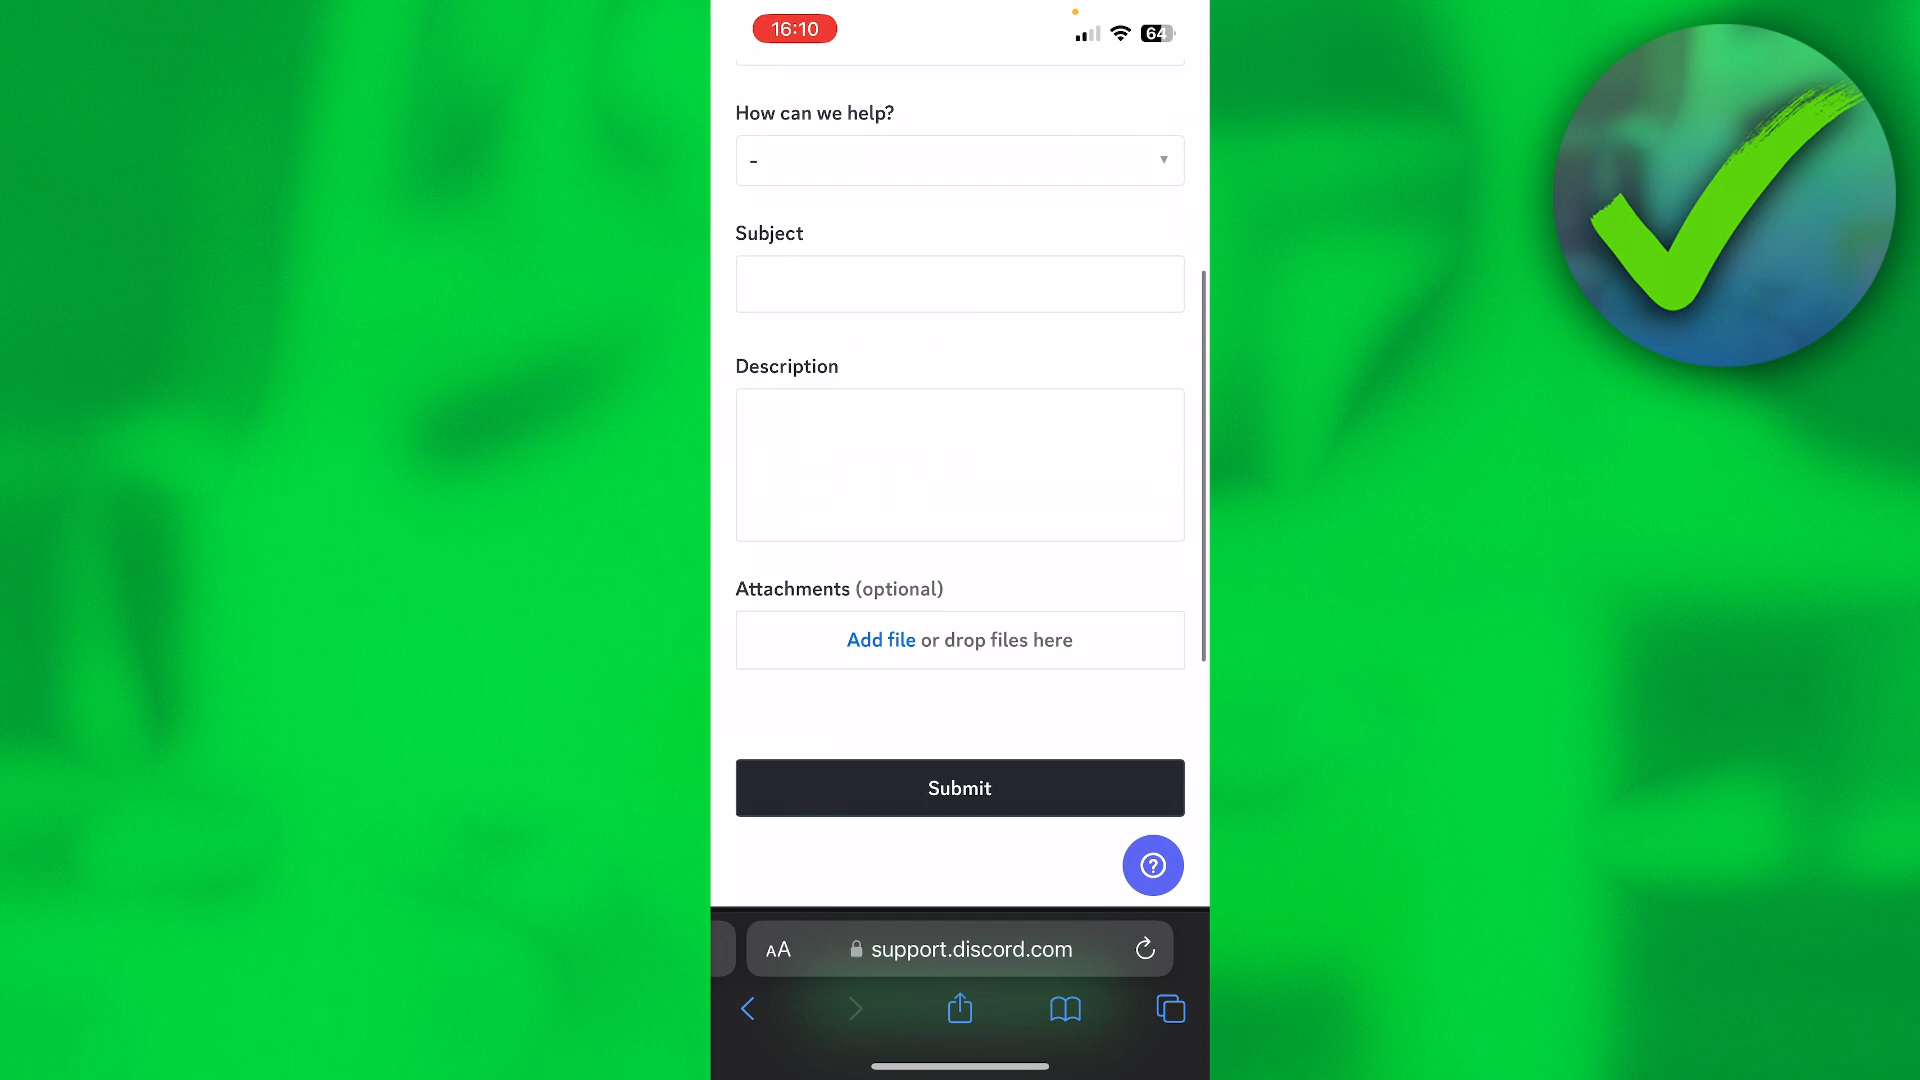 16:10
64
How can we help?
-
Subject
Description
Attachments (optional)
Add file or drop files here
Submit
?
AA
support.discord.com